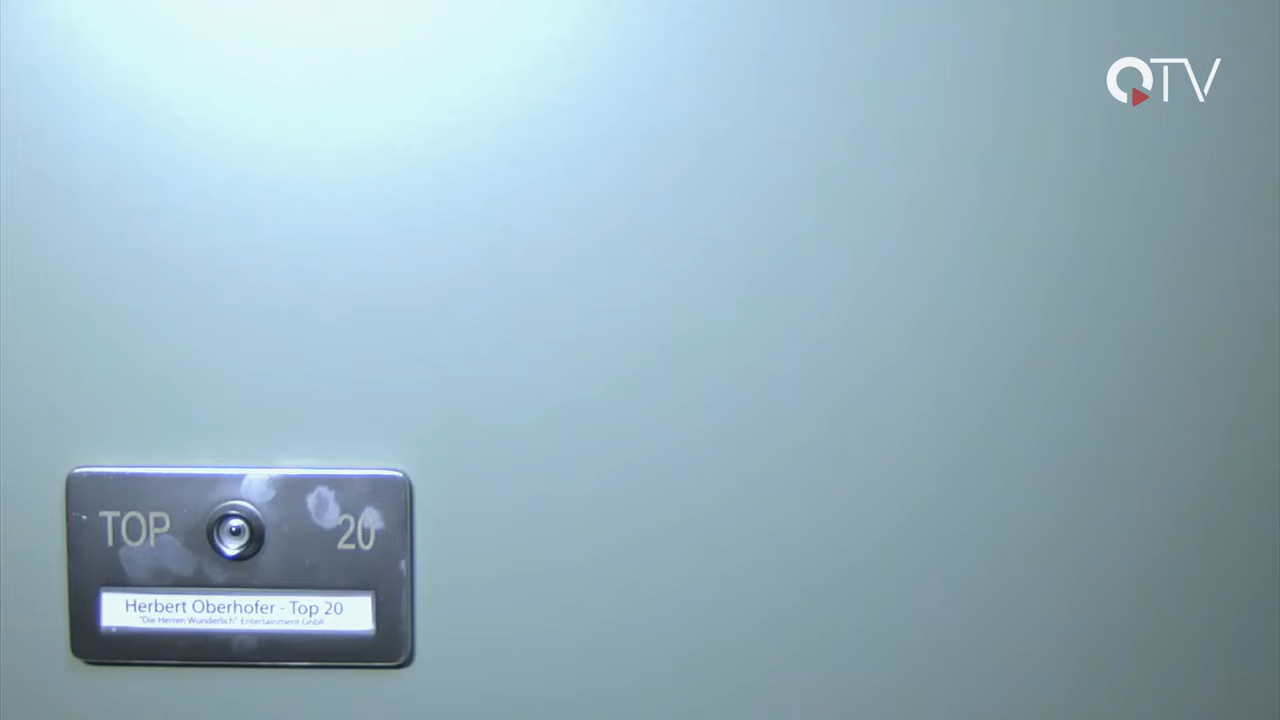 QTV
TOP 20
Herbert Oberhofer - Top 20
"Die Herren Wunderlich" Entertainment GmbH